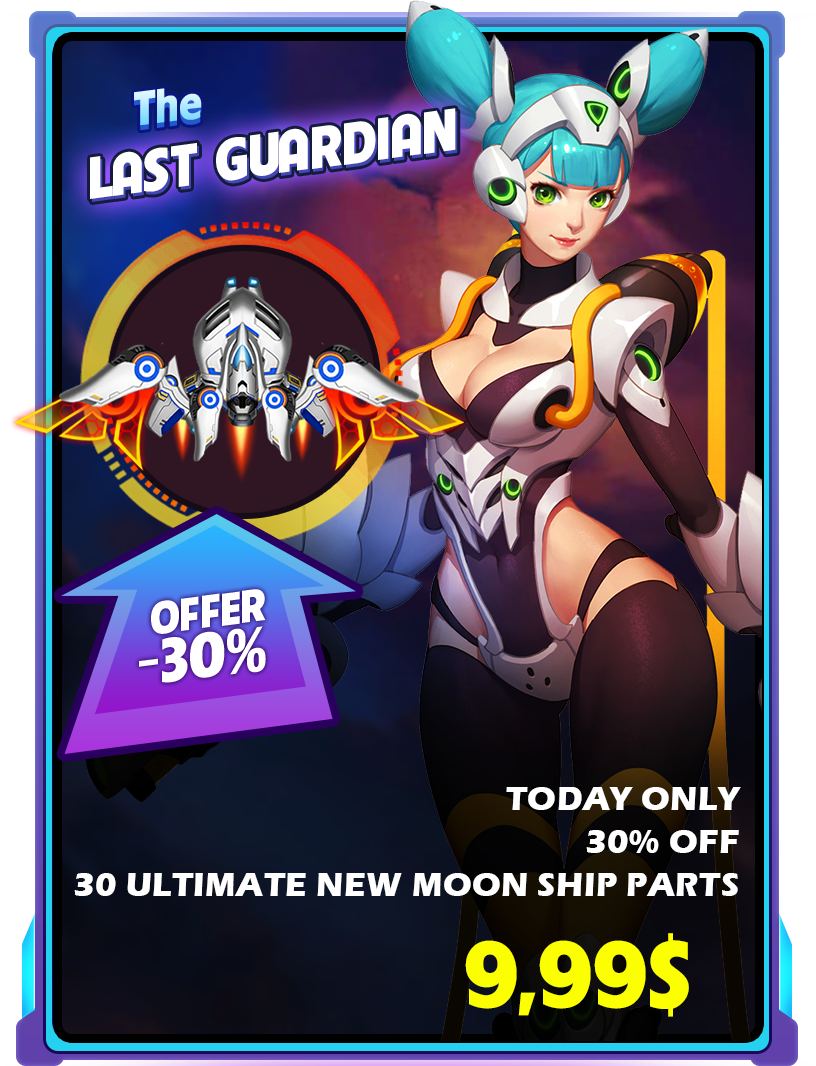 The
LAST GUARDIAN
OFFER
-30%
TODAY ONLY
30% OFF
30 ULTIMATE NEW MOON SHIP PARTS
9,99$